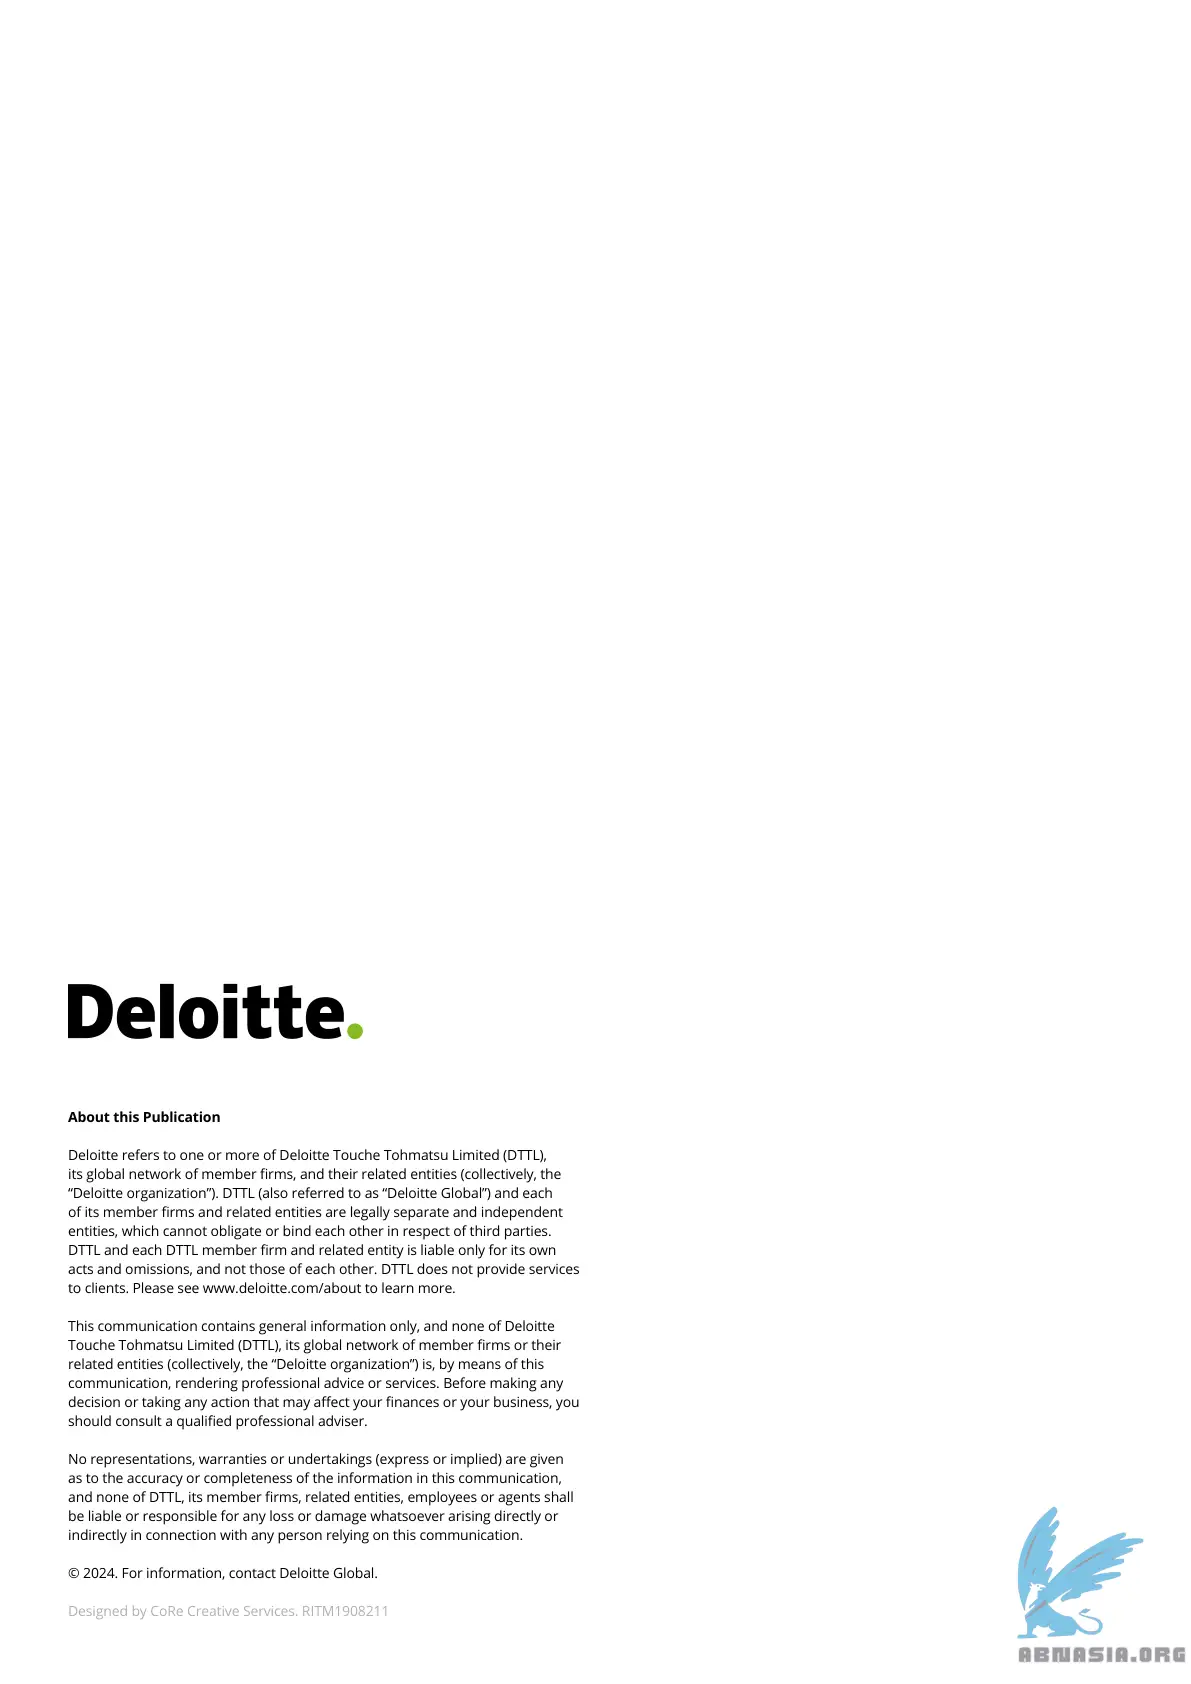 Deloitte.
About this Publication
Deloitte refers to one or more of Deloitte Touche Tohmatsu Limited (DTTL),
its global network of member firms, and their related entities (collectively, the
“Deloitte organization”). DTTL (also referred to as “Deloitte Global”) and each
of its member firms and related entities are legally separate and independent
entities, which cannot obligate or bind each other in respect of third parties.
DTTL and each DTTL member firm and related entity is liable only for its own
acts and omissions, and not those of each other. DTTL does not provide services
to clients. Please see www.deloitte.com/about to learn more.
This communication contains general information only, and none of Deloitte
Touche Tohmatsu Limited (DTTL), its global network of member firms or their
related entities (collectively, the “Deloitte organization”) is, by means of this
communication, rendering professional advice or services. Before making any
decision or taking any action that may affect your finances or your business, you
should consult a qualified professional adviser.
No representations, warranties or undertakings (express or implied) are given
as to the accuracy or completeness of the information in this communication,
and none of DTTL, its member firms, related entities, employees or agents shall
be liable or responsible for any loss or damage whatsoever arising directly or
indirectly in connection with any person relying on this communication.
© 2024. For information, contact Deloitte Global.
Designed by CoRe Creative Services. RITM1908211
ABNASIA.ORG